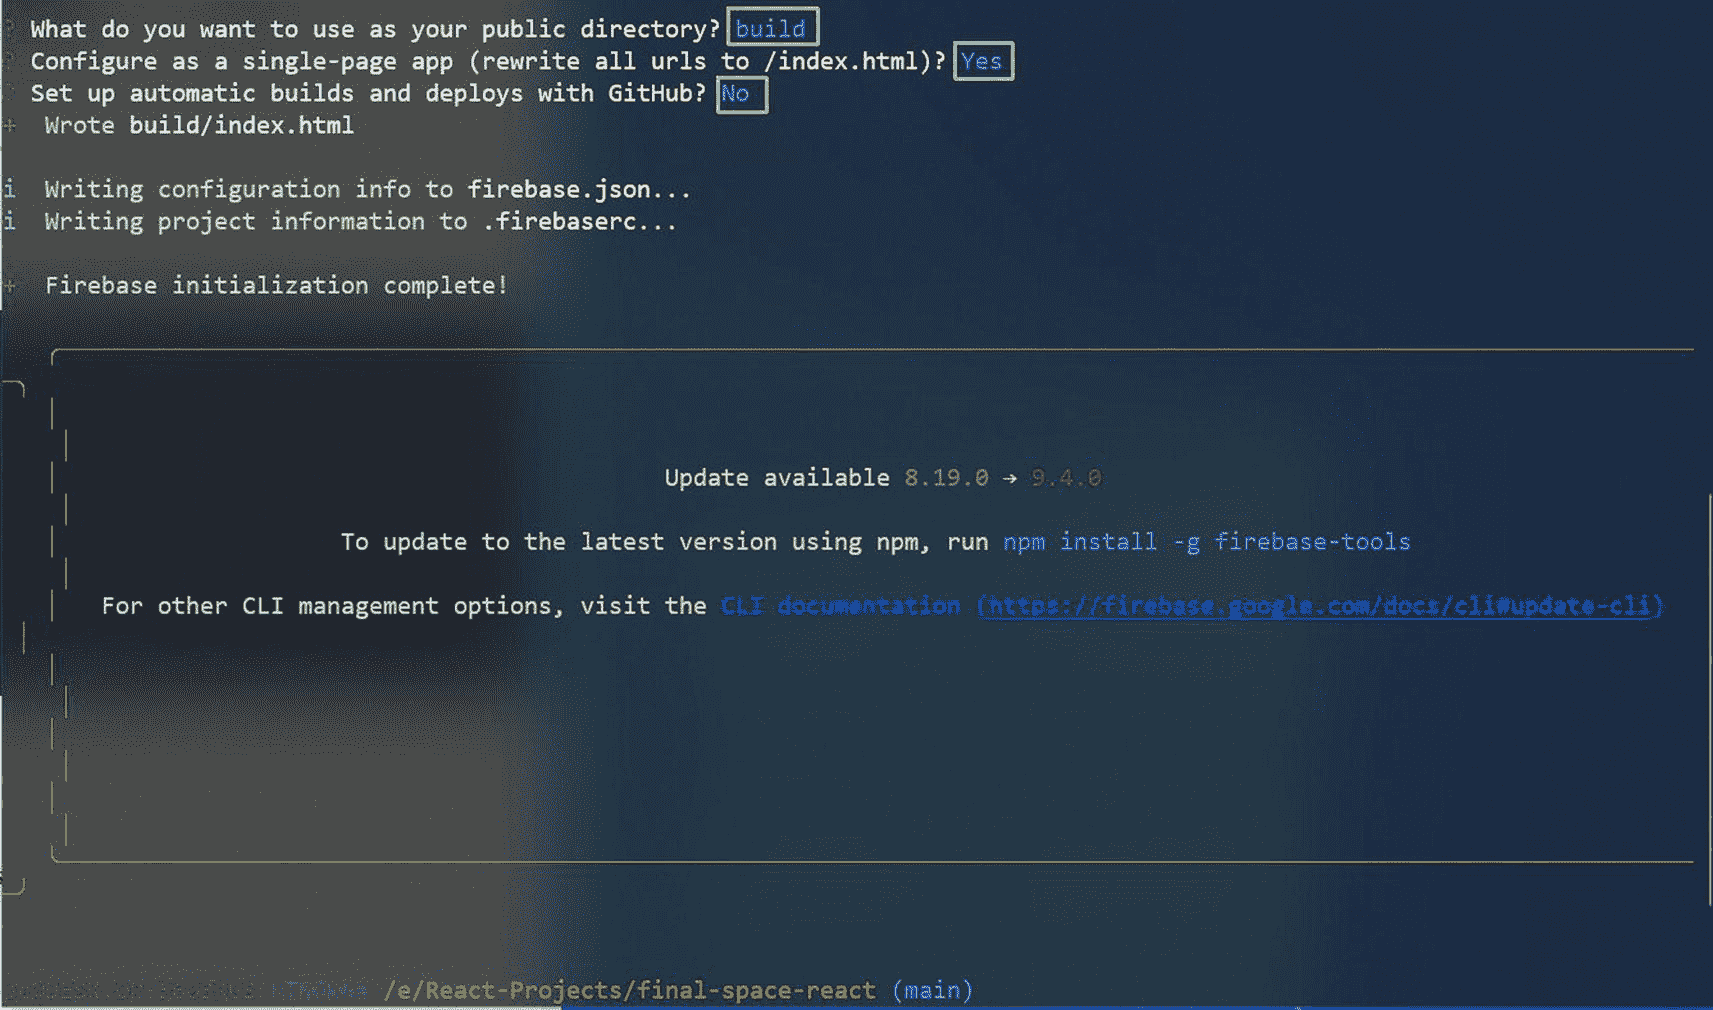 ? What do you want to use as your public directory? build
? Configure as a single-page app (rewrite all urls to /index.html)? Yes
? Set up automatic builds and deploys with GitHub? No
+ Wrote build/index.html
i Writing configuration info to firebase.json...
i Writing project information to .firebaserc...
+ Firebase initialization complete!
Update available 8.19.0 → 9.4.0
To update to the latest version using npm, run npm install -g firebase-tools
For other CLI management options, visit the CLI documentation (https://firebase.google.com/docs/cli#update-cli)
/e/React-Projects/final-space-react (main)